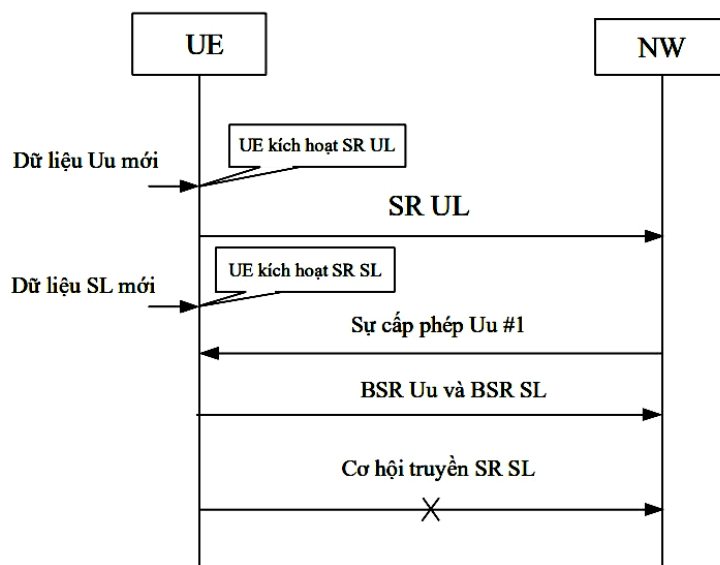 UE
NW
UE kích hoạt SR UL
Dữ liệu Uu mới
SR UL
UE kích hoạt SR SL
Dữ liệu SL mới
Sự cấp phép Uu #1
BSR Uu và BSR SL
Cơ hội truyền SR SL